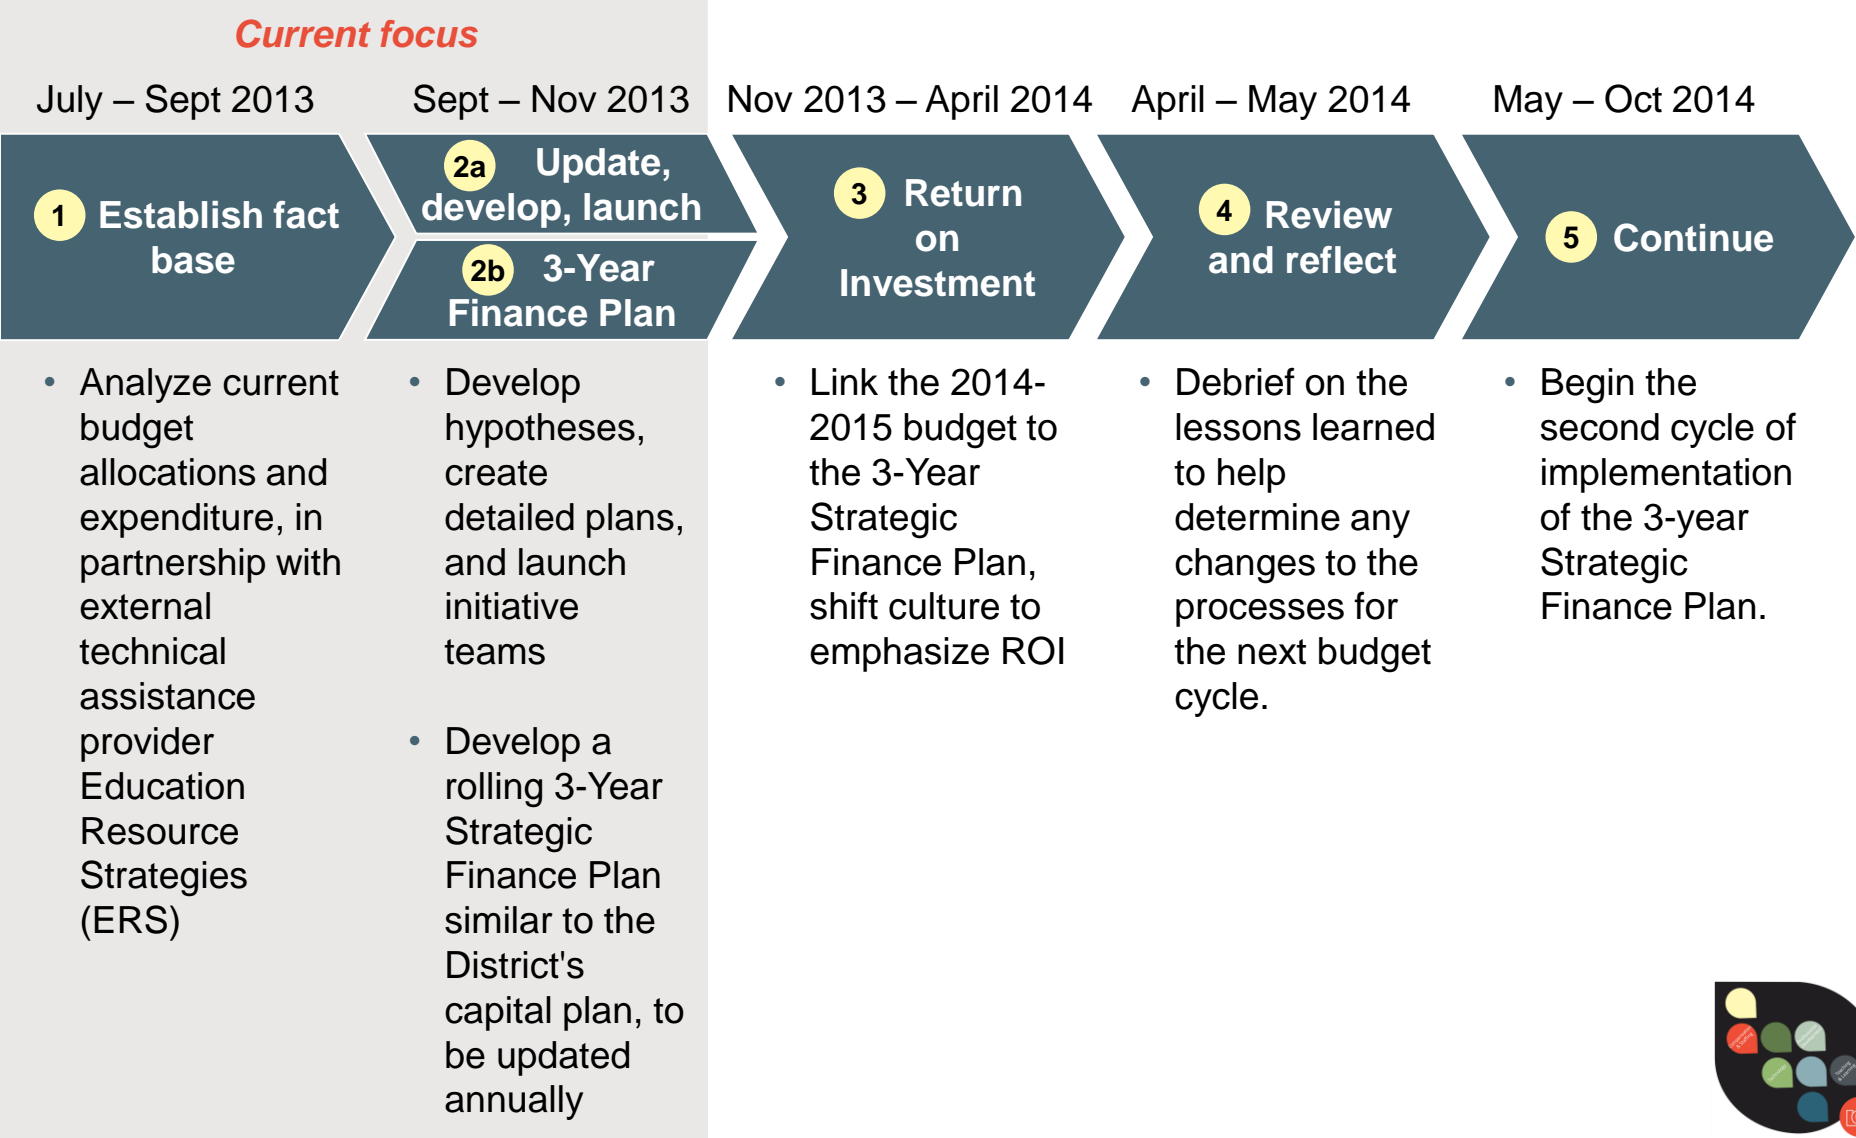 Current focus
July – Sept 2013
Sept – Nov 2013
Nov 2013 – April 2014
April – May 2014
May – Oct 2014
1 Establish fact
base
2a Update,
develop, launch
2b 3-Year
Finance Plan
3 Return
on
Investment
4 Review
and reflect
5 Continue
• Analyze current
budget
allocations and
expenditure, in
partnership with
external
technical
assistance
provider
Education
Resource
Strategies
(ERS)
• Develop
hypotheses,
create
detailed plans,
and launch
initiative
teams
• Develop a
rolling 3-Year
Strategic
Finance Plan
similar to the
District's
capital plan, to
be updated
annually
• Link the 2014-
2015 budget to
the 3-Year
Strategic
Finance Plan,
shift culture to
emphasize ROI
• Debrief on the
lessons learned
to help
determine any
changes to the
processes for
the next budget
cycle.
• Begin the
second cycle of
implementation
of the 3-year
Strategic
Finance Plan.
Technology
Teaching
& Learning